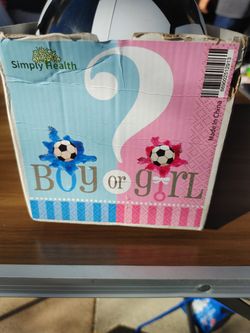 Simply Health
?
BOY or gIRL
Made in China